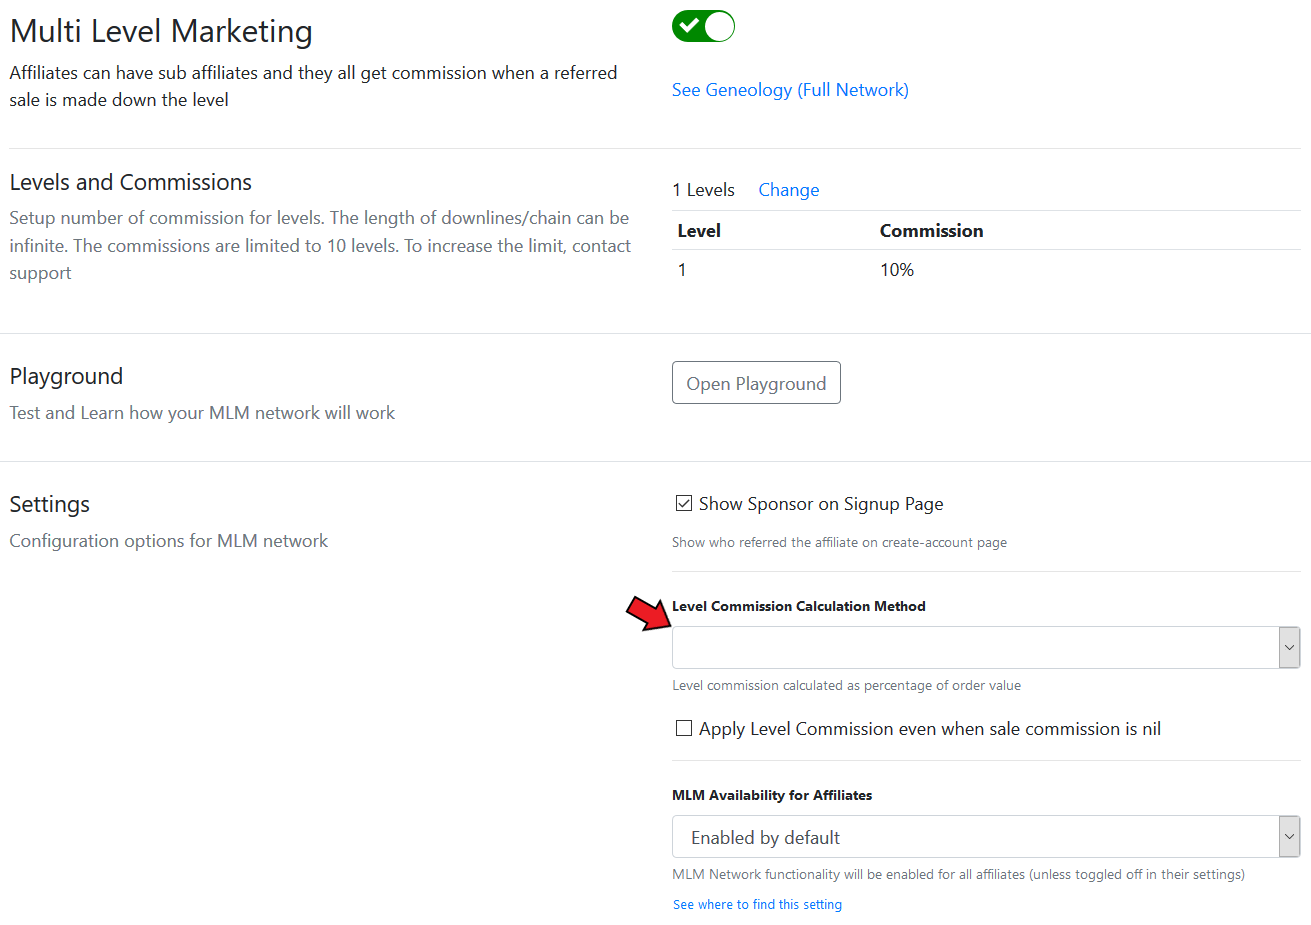 Multi Level Marketing
Affiliates can have sub affiliates and they all get commission when a referred
sale is made down the level
See Geneology (Full Network)
Levels and Commissions
Setup number of commission for levels. The length of downlines/chain can be
infinite. The commissions are limited to 10 levels. To increase the limit, contact
support
1 Levels Change
Level Commission
1 10%
Playground
Test and Learn how your MLM network will work
Open Playground
Settings
Configuration options for MLM network
Show Sponsor on Signup Page
Show who referred the affiliate on create-account page
Level Commission Calculation Method
Level commission calculated as percentage of order value
Apply Level Commission even when sale commission is nil
MLM Availability for Affiliates
Enabled by default
MLM Network functionality will be enabled for all affiliates (unless toggled off in their settings)
See where to find this setting